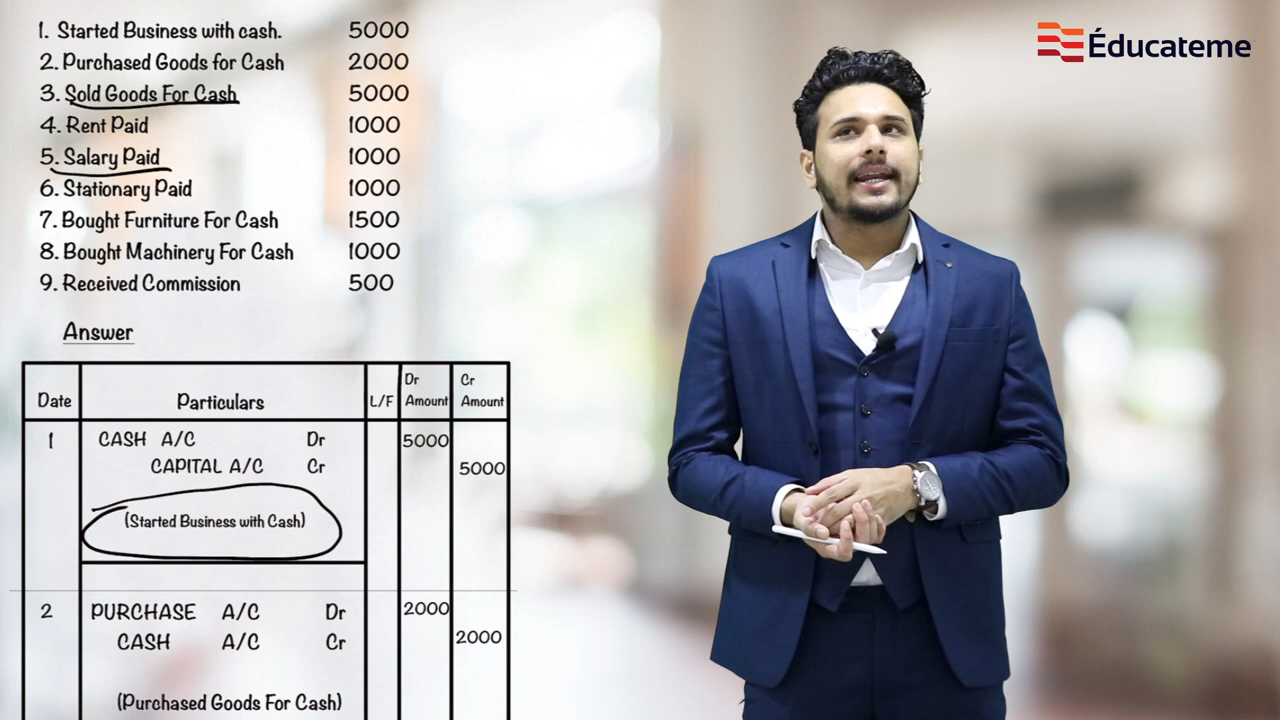 Éducateme
1. Started Business with cash. 5000
2. Purchased Goods for Cash 2000
3. Sold Goods For Cash 5000
4. Rent Paid 1000
5. Salary Paid 1000
6. Stationary Paid 1000
7. Bought Furniture For Cash 1500
8. Bought Machinery For Cash 1000
9. Received Commission 500
Answer
Date Particulars L/F Dr Amount Cr Amount
1 CASH A/C Dr 5000
CAPITAL A/C Cr 5000
(Started Business with Cash)
2 PURCHASE A/C Dr 2000
CASH A/C Cr 2000
(Purchased Goods For Cash)